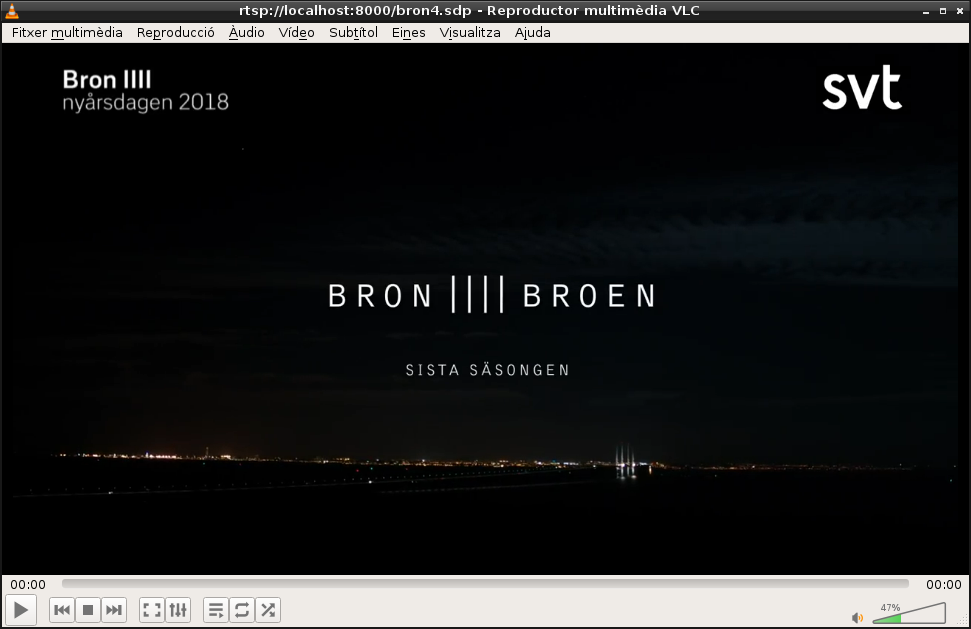 rtsp://localhost:8000/bron4.sdp - Reproductor multimèdia VLC
Fitxer multimèdia Reproducció Àudio Vídeo Subtítol Eines Visualitza Ajuda
Bron IIII
nyårsdagen 2018
svt
BRON |||| BROEN
SISTA SÄSONGEN
00:00 00:00
47%